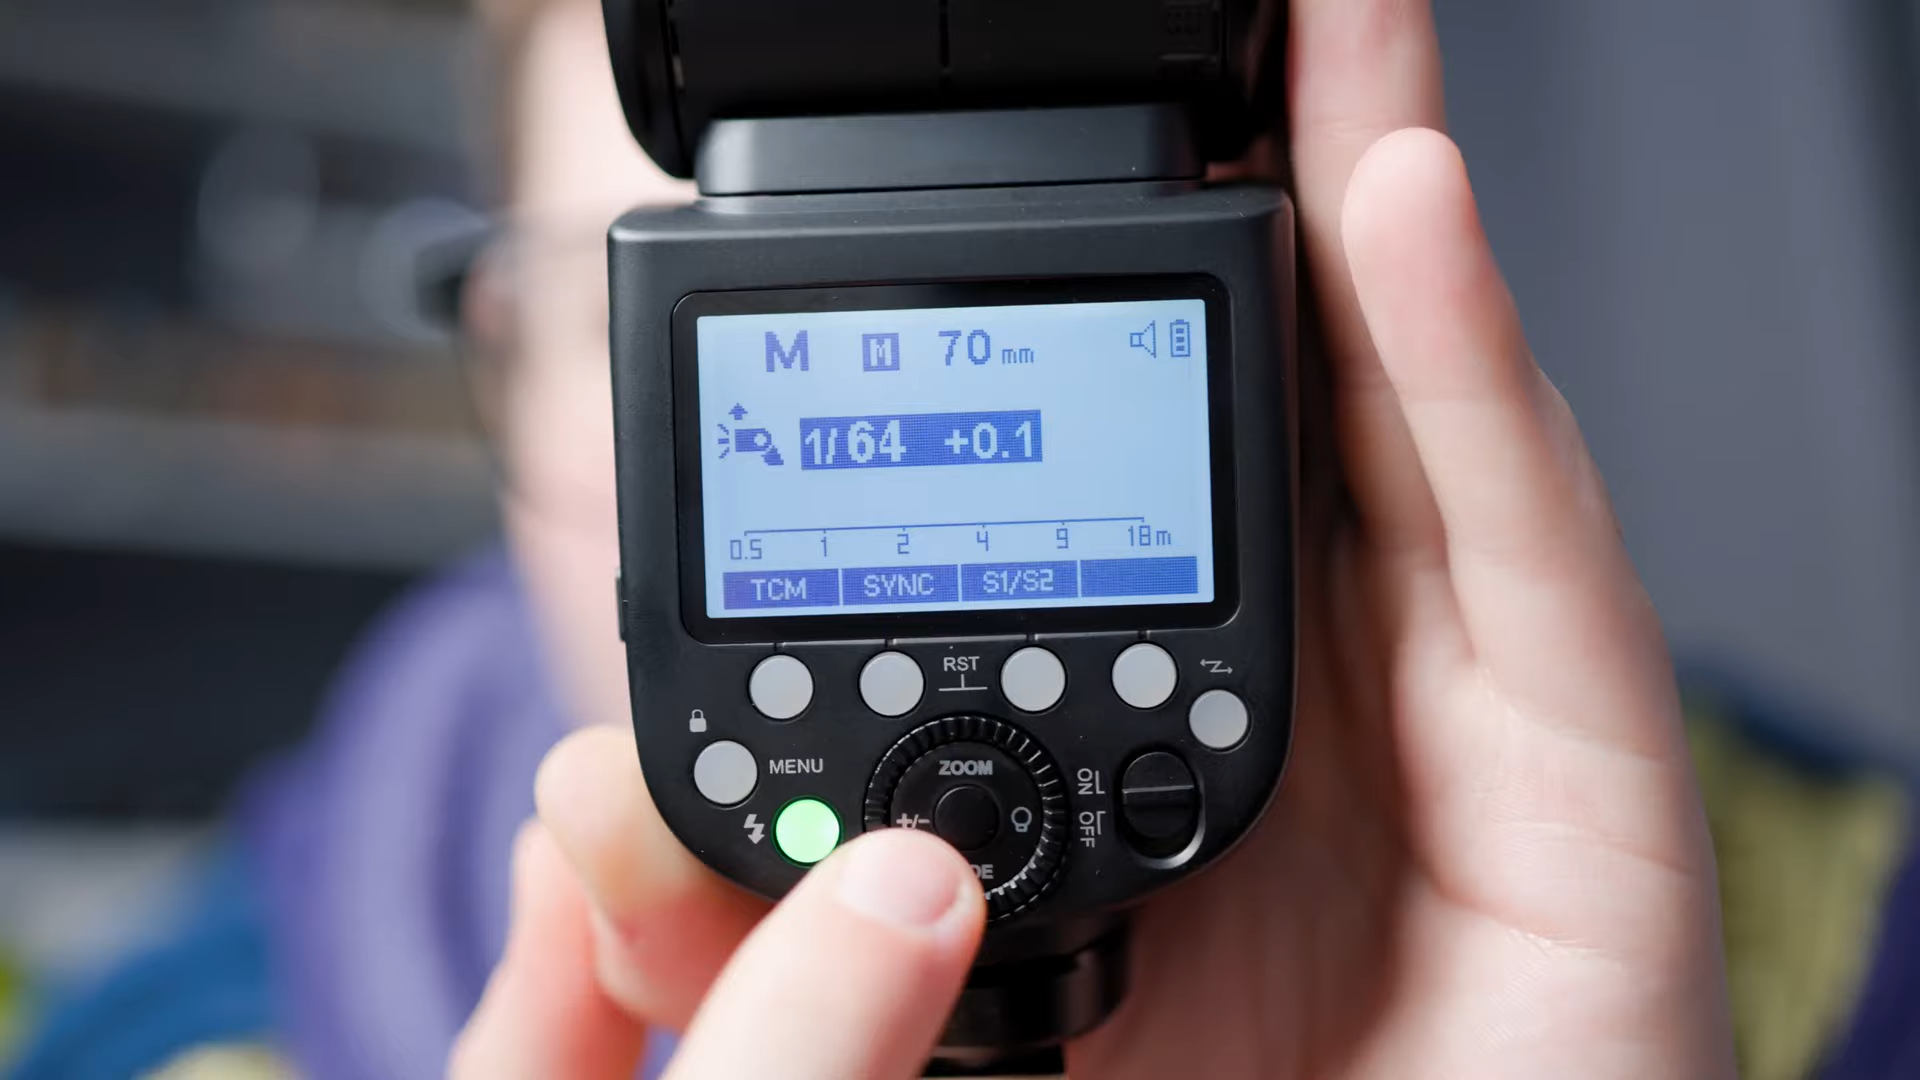 M M 70 mm
1/64 +0.1
0.5 1 2 4 9 18m
TCM SYNC S1/S2
RST
MENU
ZOOM
+/-
ON
OFF